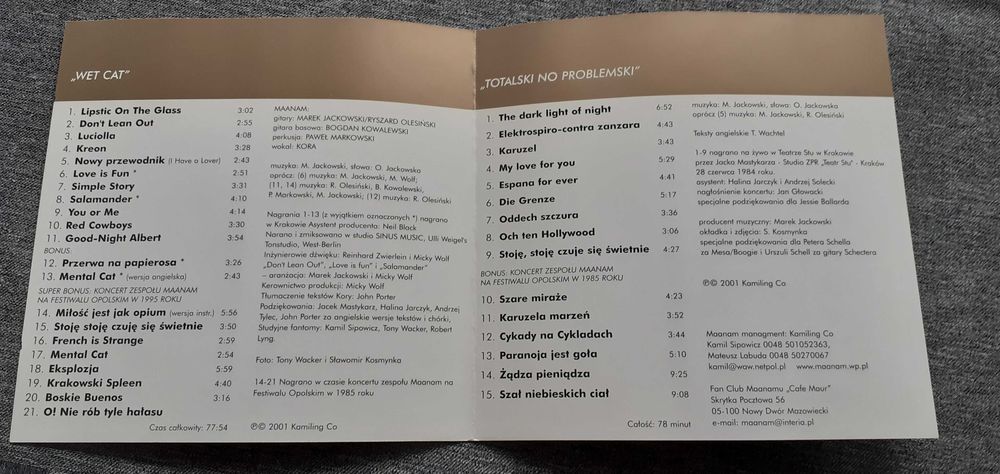 „WET CAT”
1. Lipstic On The Glass 3:02
2. Don't Lean Out 2:55
3. Luciolla 4:08
4. Kreon 3:28
5. Nowy przewodnik (I Have a Lover) 2:43
6. Love is Fun * 2:51
7. Simple Story 3:31
8. Salamander * 4:10
9. You or Me 4:14
10. Red Cowboys 3:30
11. Good-Night Albert 3:54
BONUS:
12. Przerwa na papierosa * 3:26
13. Mental Cat * (wersja angielska) 2:43
SUPER BONUS: KONCERT ZESPOŁU MAANAM
NA FESTIWALU OPOLSKIM W 1995 ROKU
14. Miłość jest jak opium (wersja instr.) 5:56
15. Stoję stoję czuję się świetnie 3:50
16. French is Strange 2:59
17. Mental Cat 2:54
18. Eksplozja 5:59
19. Krakowski Spleen 4:40
20. Boskie Buenos 3:16
21. O! Nie rób tyle hałasu
Czas całkowity: 77:54
MAANAM:
gitary: MAREK JACKOWSKI/RYSZARD OLESIŃSKI
gitara basowa: BOGDAN KOWALEWSKI
perkusja: PAWEŁ MARKOWSKI
wokal: KORA
muzyka: M. Jackowski, słowa: O. Jackowska
oprócz: (6) muzyka: M. Jackowski, M. Wolf;
(11, 14) muzyka: R. Olesiński, B. Kowalewski,
P. Markowski, M. Jackowski; (12) muzyka: R. Olesiński
Nagrania 1-13 (z wyjątkiem oznaczonych *) nagrano
w Krakowie Asystent producenta: Neil Black
Narano i zmiksowano w studio SINUS MUSIC, Ulli Weigel's
Tonstudio, West-Berlin
Inżynierowie dźwięku: Reinhard Zwierlein i Micky Wolf
„Don't Lean Out”, „Love is fun” i „Salamander”
– aranżacja: Marek Jackowski i Micky Wolf
Kerownictwo produkcji: Micky Wolf
Tłumaczenie tekstów Kory: John Porter
Podziękowania: Jacek Mastykarz, Halina Jarczyk, Andrzej
Tylec, John Porter za angielskie wersje tekstów i chórki,
Studyjne fantomy: Kamil Sipowicz, Tony Wacker, Robert
Lyng.
Foto: Tony Wacker i Sławomir Kosmynka
14-21 Nagrano w czasie koncertu zespołu Maanam na
Festiwalu Opolskim w 1985 roku
℗© 2001 Kamiling Co
„TOTALSKI NO PROBLEMSKI”
1. The dark light of night 6:52
2. Elektrospiro-contra zanzara 4:43
3. Karuzel 3:43
4. My love for you 5:29
5. Espana for ever 4:41
6. Die Grenze 5:17
7. Oddech szczura 3:36
8. Och ten Hollywood 3:06
9. Stoję, stoję czuje się świetnie 4:27
BONUS: KONCERT ZESPOŁU MAANAM
NA FESTIWALU OPOLSKIM W 1985 ROKU
10. Szare miraże 4:23
11. Karuzela marzeń 3:52
12. Cykady na Cykladach 3:44
13. Paranoja jest goła 5:10
14. Żądza pieniądza 9:25
15. Szał niebieskich ciał 9:08
Całość: 78 minut
muzyka: M. Jackowski, słowa: O. Jackowska
oprócz (5) muzyka: M. Jackowski, R. Olesiński
Teksty angielskie T. Wachtel
1-9 nagrano na żywo w Teatrze Stu w Krakowie
przez Jacka Mastykarza - Studio ZPR „Teatr Stu” - Kraków
28 czerwca 1984 roku.
asystent: Halina Jarczyk i Andrzej Solecki
nagłośnienie koncertu: Jan Głowacki
specjalne podziękowania dla Jessie Ballarda
producent muzyczny: Marek Jackowski
okładka i zdjęcia: S. Kosmynka
specjalne podziękowania dla Petera Schella
za Mesa/Boogie i Urszuli Schell za gitary Schectera
℗© 2001 Kamiling Co
Maanam managment: Kamiling Co
Kamil Sipowicz 0048 501052363,
Mateusz Labuda 0048 50270067
kamil@waw.netpol.pl www.maanam.wp.pl
Fan Club Maanamu „Cafe Maur”
Skrytka Pocztowa 56
05-100 Nowy Dwór Mazowiecki
e-mail: maanam@interia.pl